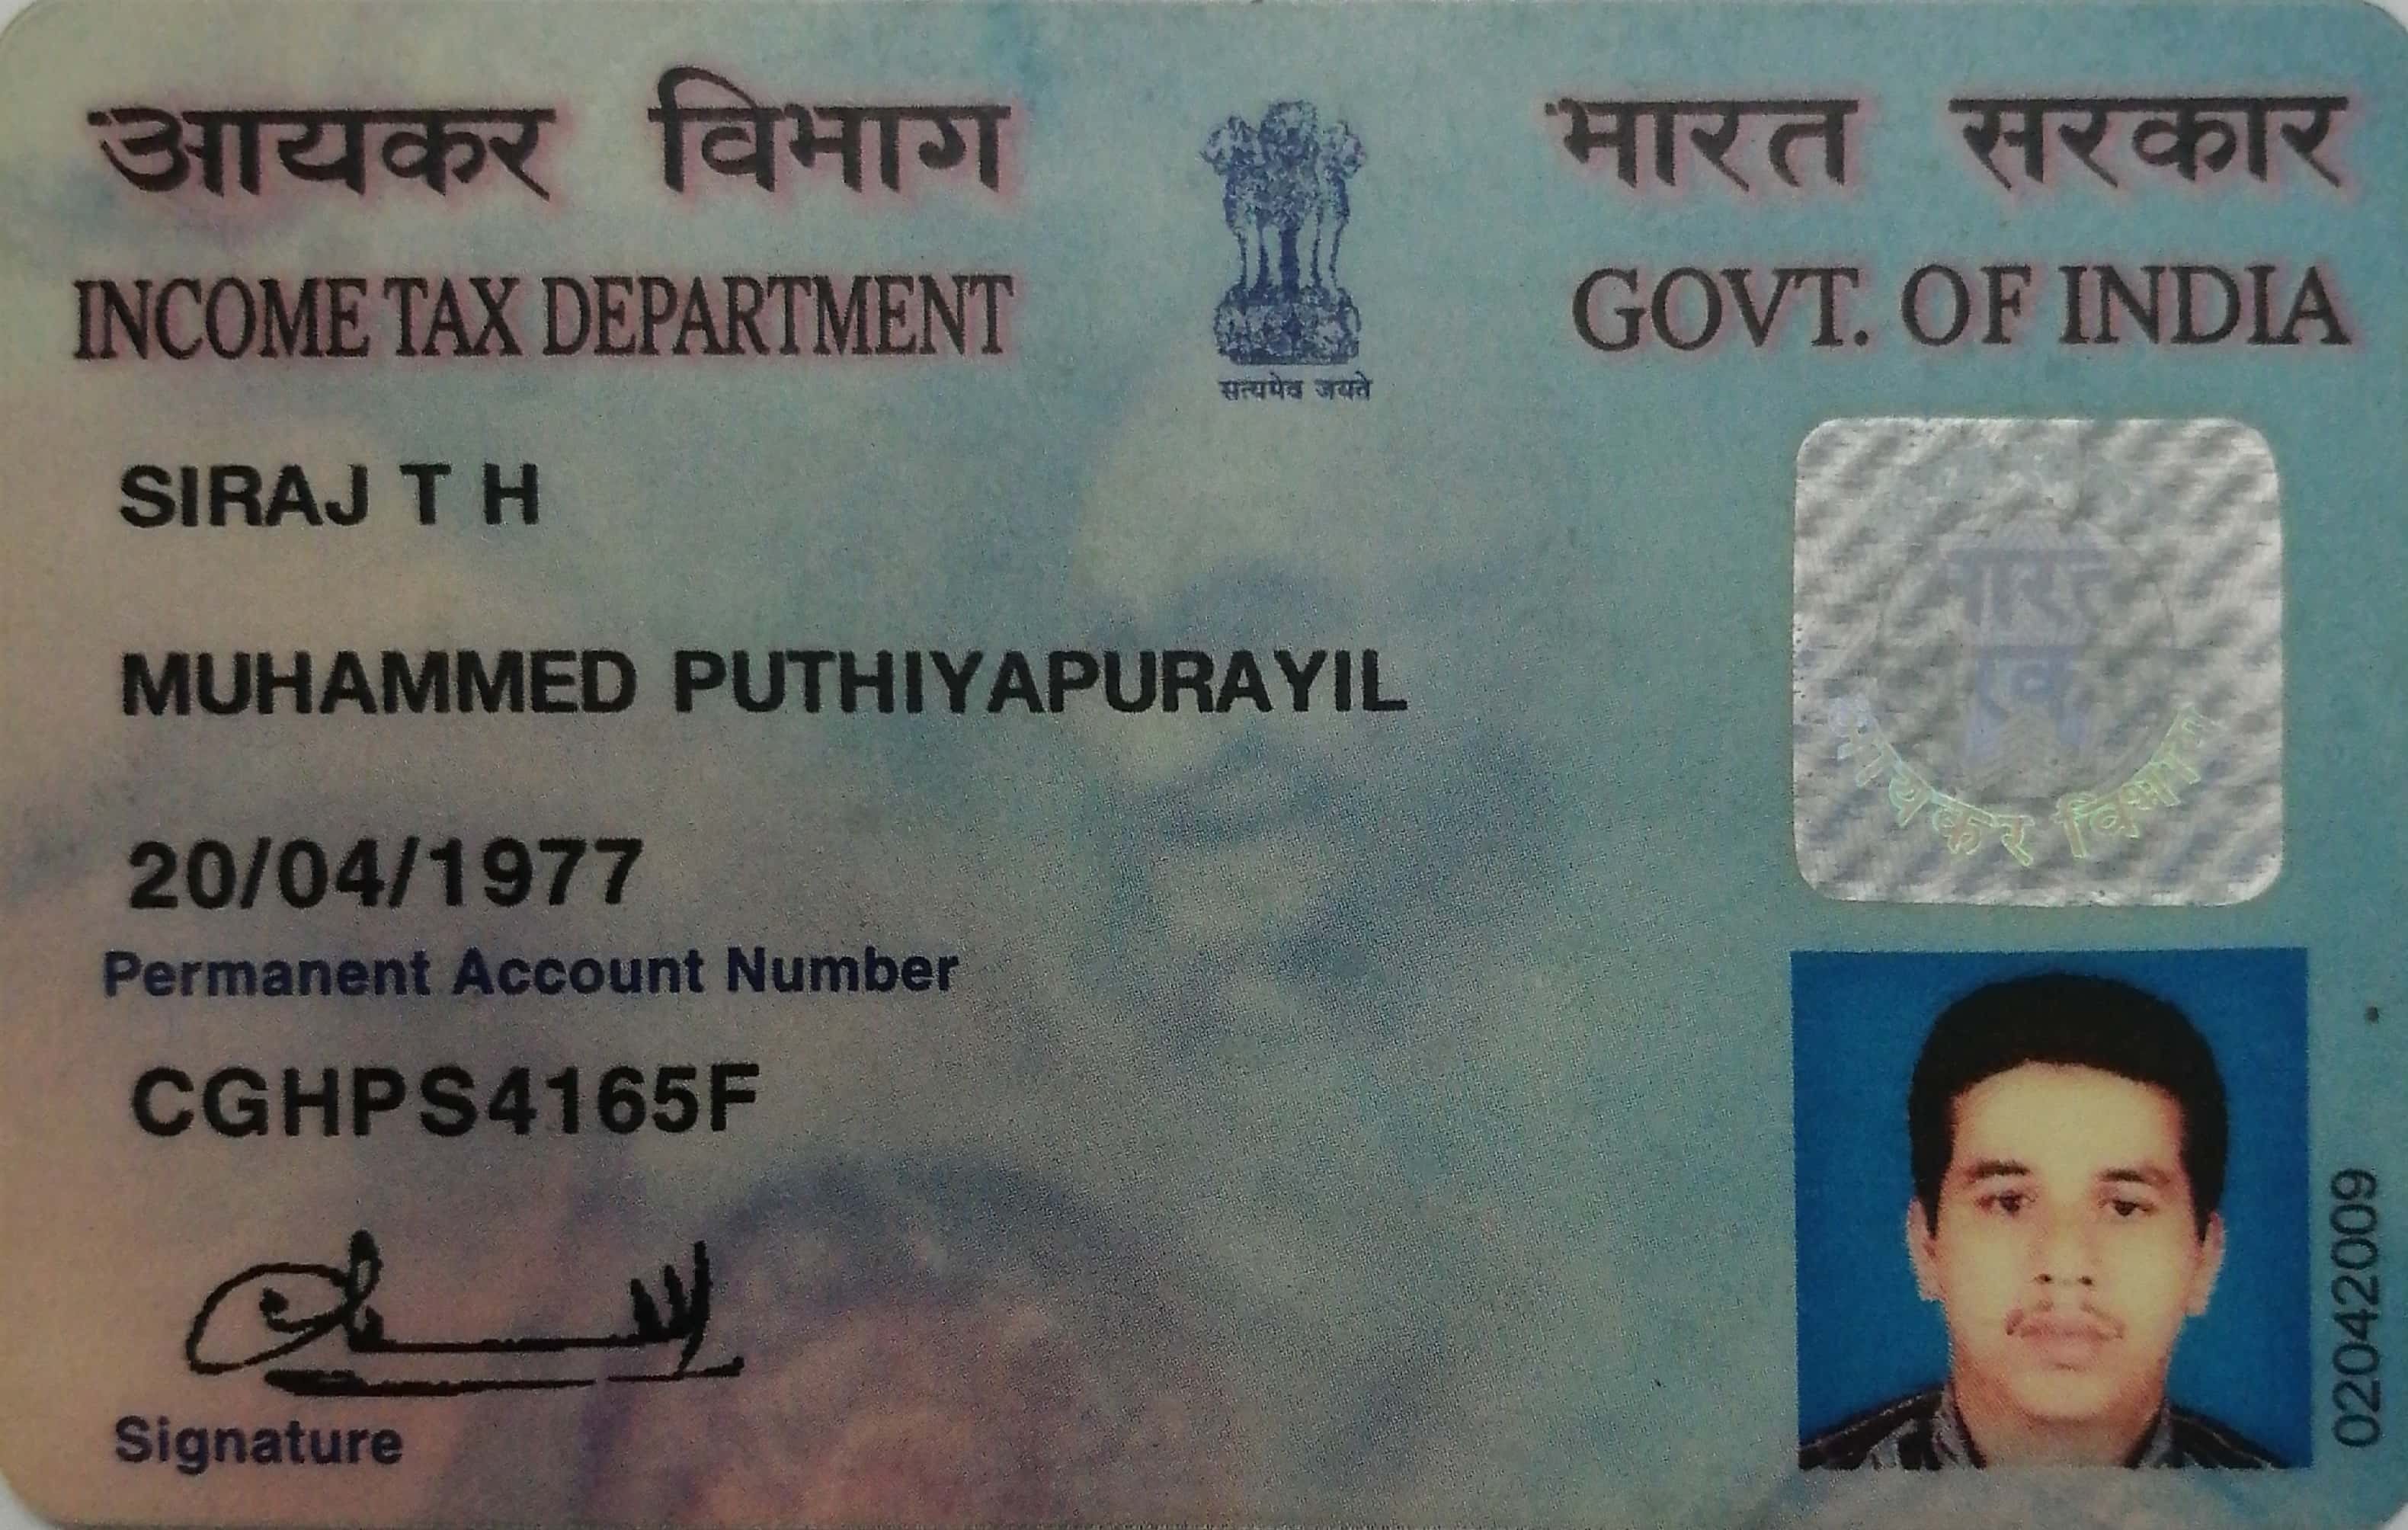 आयकर विभाग
INCOME TAX DEPARTMENT
सत्यमेव जयते
भारत सरकार
GOVT. OF INDIA
SIRAJ T H
MUHAMMED PUTHIYAPURAYIL
20/04/1977
Permanent Account Number
CGHPS4165F
Signature
आयकर विभाग
02042009